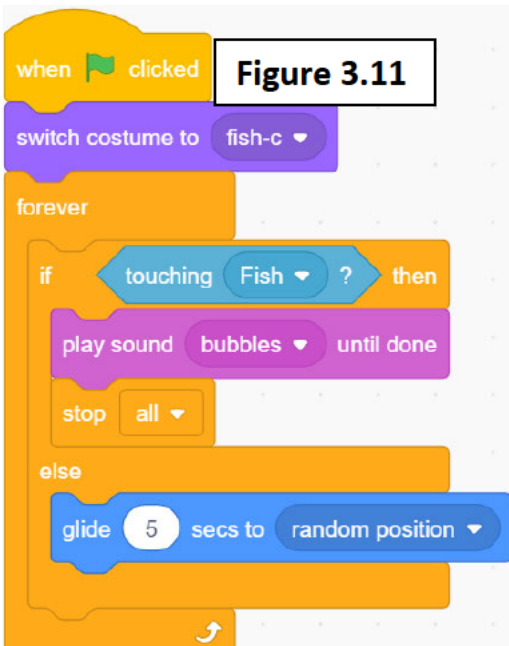 when clicked
Figure 3.11
switch costume to fish-c
forever
if touching Fish ? then
play sound bubbles until done
stop all
else
glide 5 secs to random position